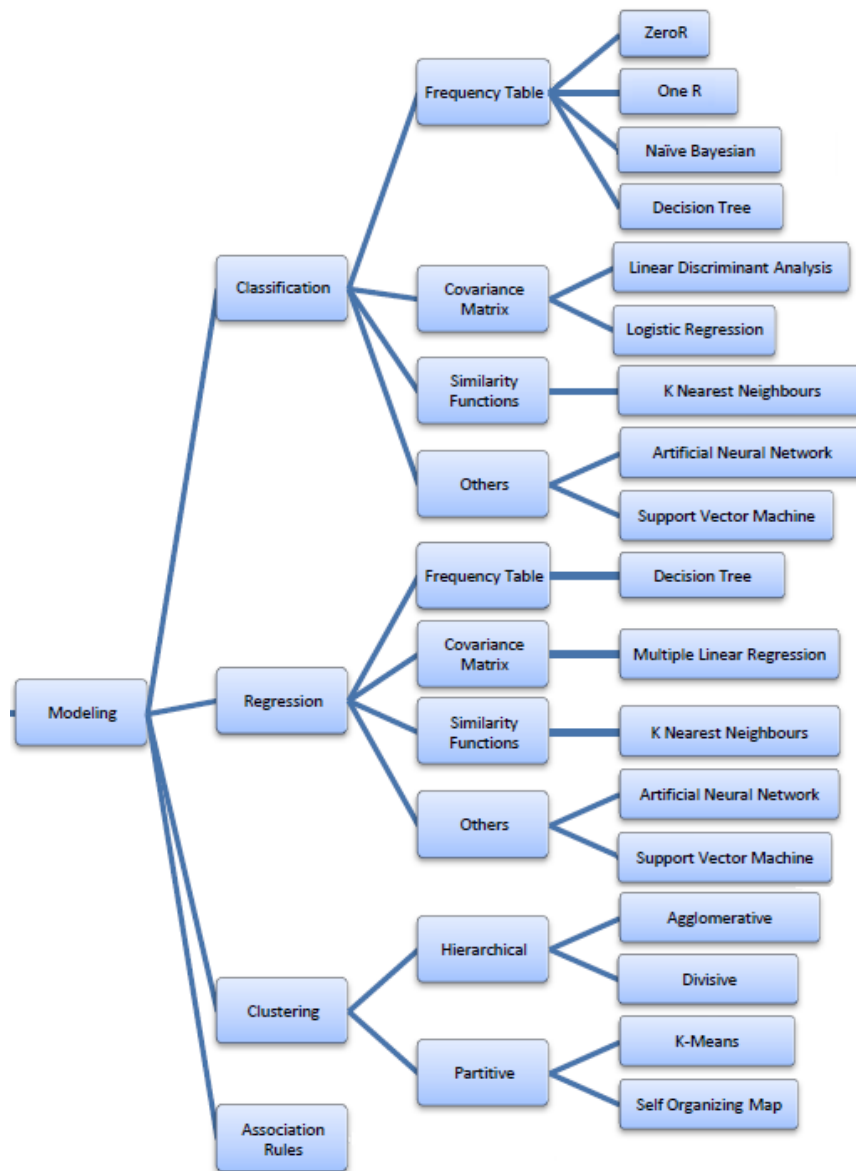 ZeroR
Frequency Table
One R
Naïve Bayesian
Decision Tree
Classification
Linear Discriminant Analysis
Covariance
Matrix
Logistic Regression
Similarity
Functions
K Nearest Neighbours
Artificial Neural Network
Others
Support Vector Machine
Frequency Table
Decision Tree
Covariance
Matrix
Multiple Linear Regression
Modeling
Regression
Similarity
Functions
K Nearest Neighbours
Artificial Neural Network
Others
Support Vector Machine
Agglomerative
Hierarchical
Divisive
Clustering
K-Means
Partitive
Self Organizing Map
Association
Rules